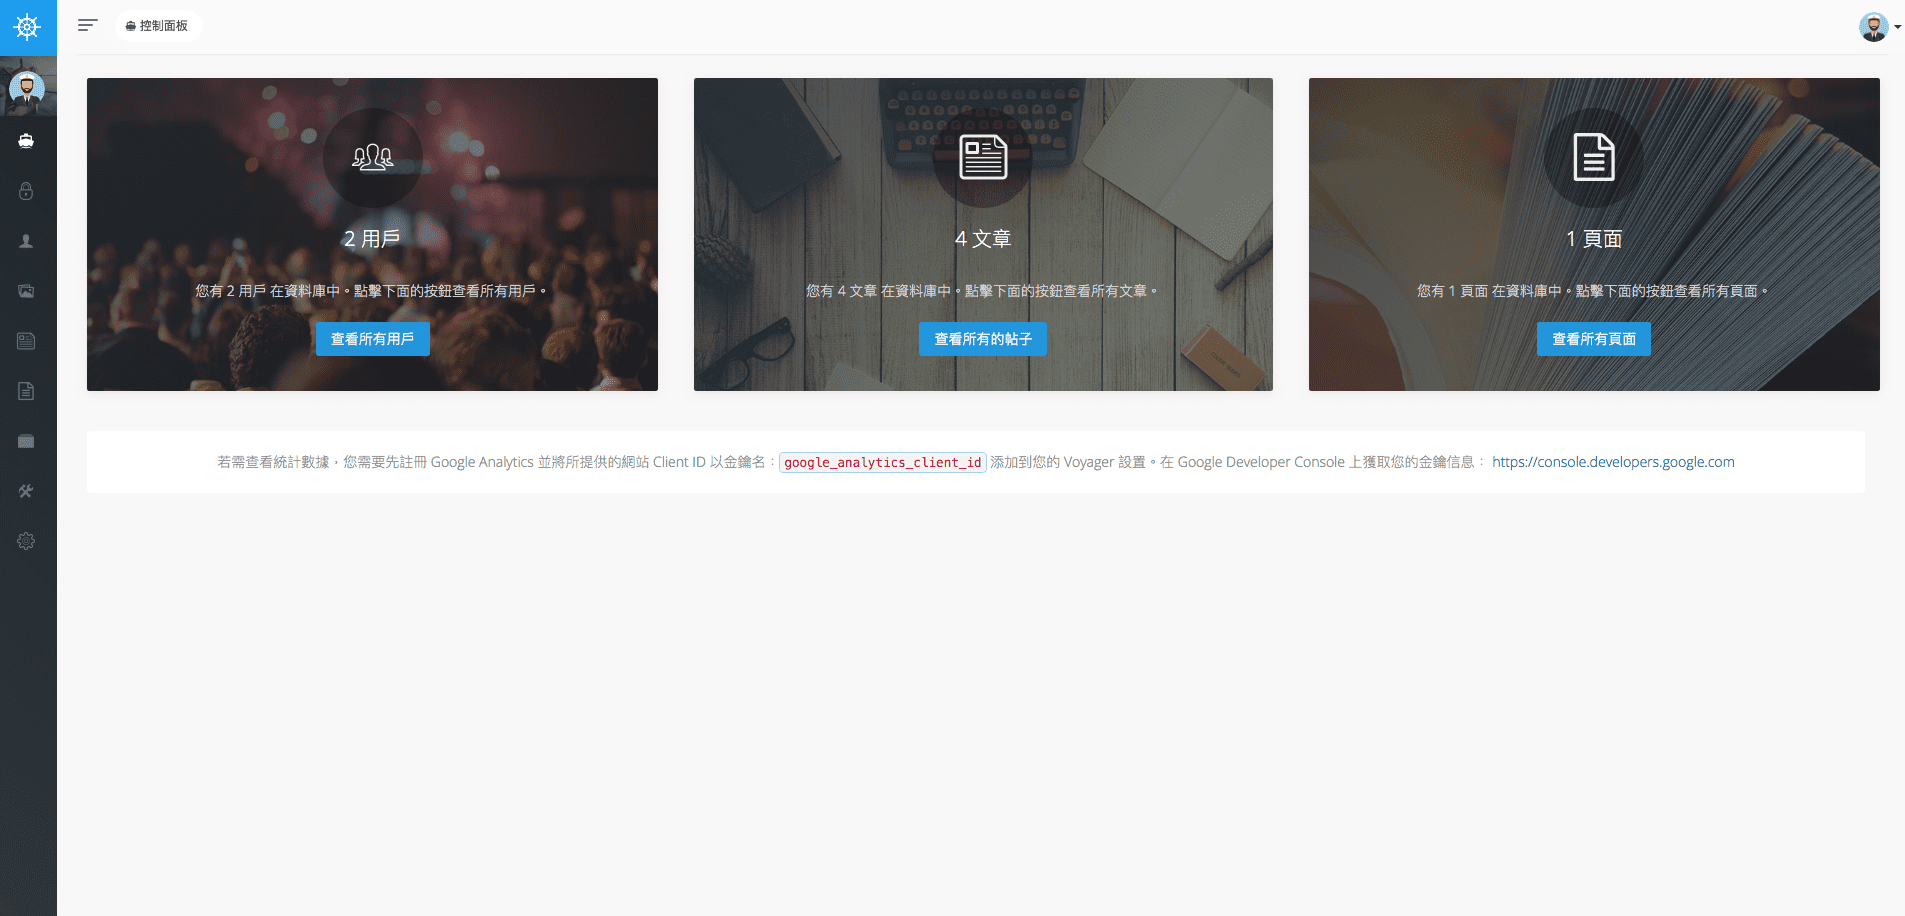 控制面板
2 用戶
您有 2 用戶 在資料庫中。點擊下面的按鈕查看所有用戶。
查看所有用戶
4 文章
您有 4 文章 在資料庫中。點擊下面的按鈕查看所有文章。
查看所有的帖子
1 頁面
您有 1 頁面 在資料庫中。點擊下面的按鈕查看所有頁面。
查看所有頁面
若需查看統計數據，您需要先註冊 Google Analytics 並將所提供的網站 Client ID 以金鑰名：google_analytics_client_id 添加到您的 Voyager 設置。在 Google Developer Console 上獲取您的金鑰信息： https://console.developers.google.com